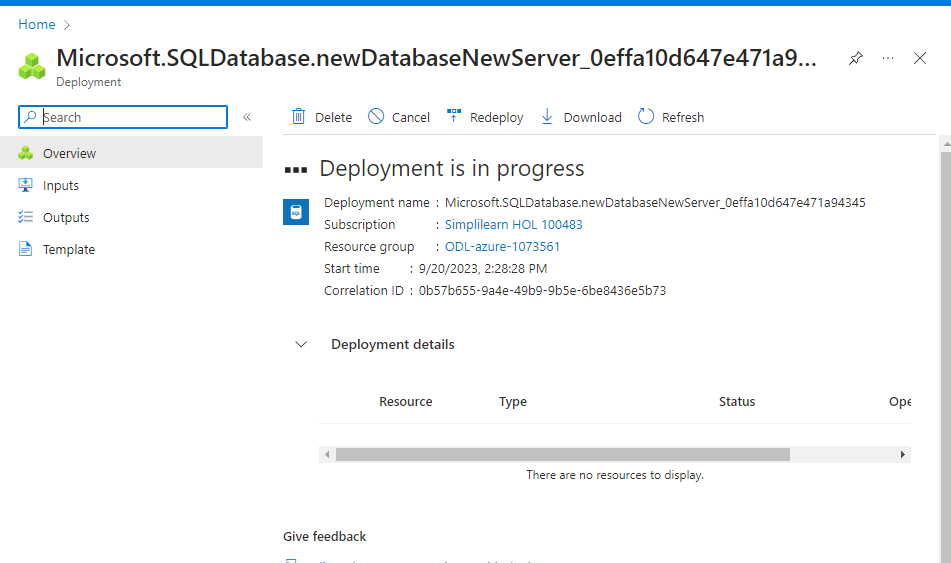 Home >
Microsoft.SQLDatabase.newDatabaseNewServer_0effa10d647e471a9...
Deployment
Search
Overview
Inputs
Outputs
Template
Delete Cancel Redeploy Download Refresh
Deployment is in progress
Deployment name : Microsoft.SQLDatabase.newDatabaseNewServer_0effa10d647e471a94345
Subscription : Simplilearn HOL 100483
Resource group : ODL-azure-1073561
Start time : 9/20/2023, 2:28:28 PM
Correlation ID : 0b57b655-9a4e-49b9-9b5e-6be8436e5b73
Deployment details
Resource Type Status Ope
There are no resources to display.
Give feedback